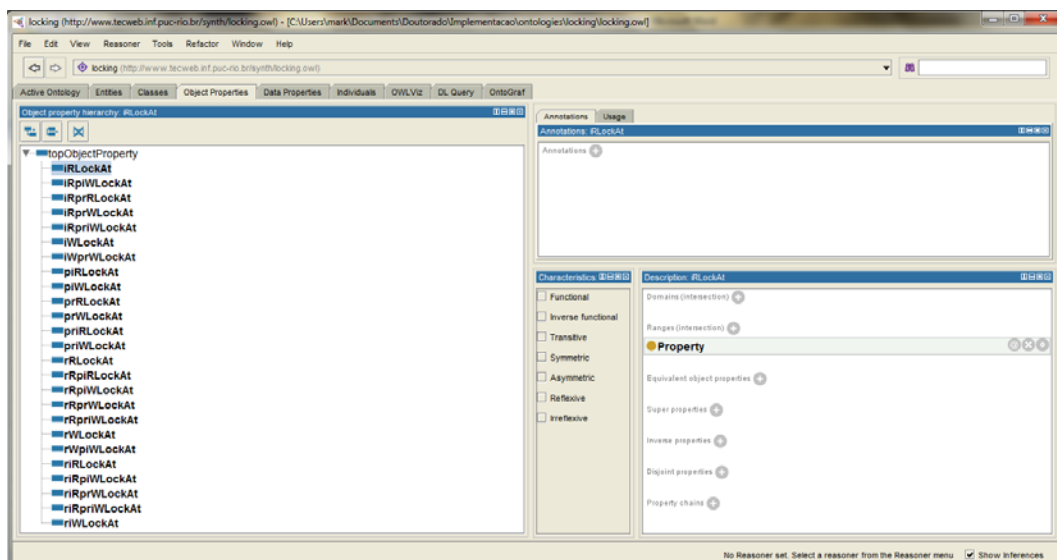 locking (http://www.tecweb.inf.puc-rio.br/synth/locking.owl) - [C:\Users\mark\Documents\Doutorado\Implementacao\ontologies\locking\locking.owl]
File Edit View Reasoner Tools Refactor Window Help
locking (http://www.tecweb.inf.puc-rio.br/synth/locking.owl)
Active Ontology Entities Classes Object Properties Data Properties Individuals OWLViz DL Query OntoGraf
Object property hierarchy: iRLockAt
topObjectProperty
iRLockAt
iRpiWLockAt
iRprRLockAt
iRprWLockAt
iRpriWLockAt
iWLockAt
iWprWLockAt
piRLockAt
piWLockAt
prRLockAt
prWLockAt
priRLockAt
priWLockAt
rRLockAt
rRpiRLockAt
rRpiWLockAt
rRprWLockAt
rRpriWLockAt
rWLockAt
rWpiWLockAt
riRLockAt
riRpiWLockAt
riRprWLockAt
riRpriWLockAt
riWLockAt
Annotations Usage
Annotations: iRLockAt
Annotations
Characteristics:
Functional
Inverse functional
Transitive
Symmetric
Asymmetric
Reflexive
Irreflexive
Description: iRLockAt
Domains (intersection)
Ranges (intersection)
Property
Equivalent object properties
Super properties
Inverse properties
Disjoint properties
Property chains
No Reasoner set. Select a reasoner from the Reasoner menu Show Inferences